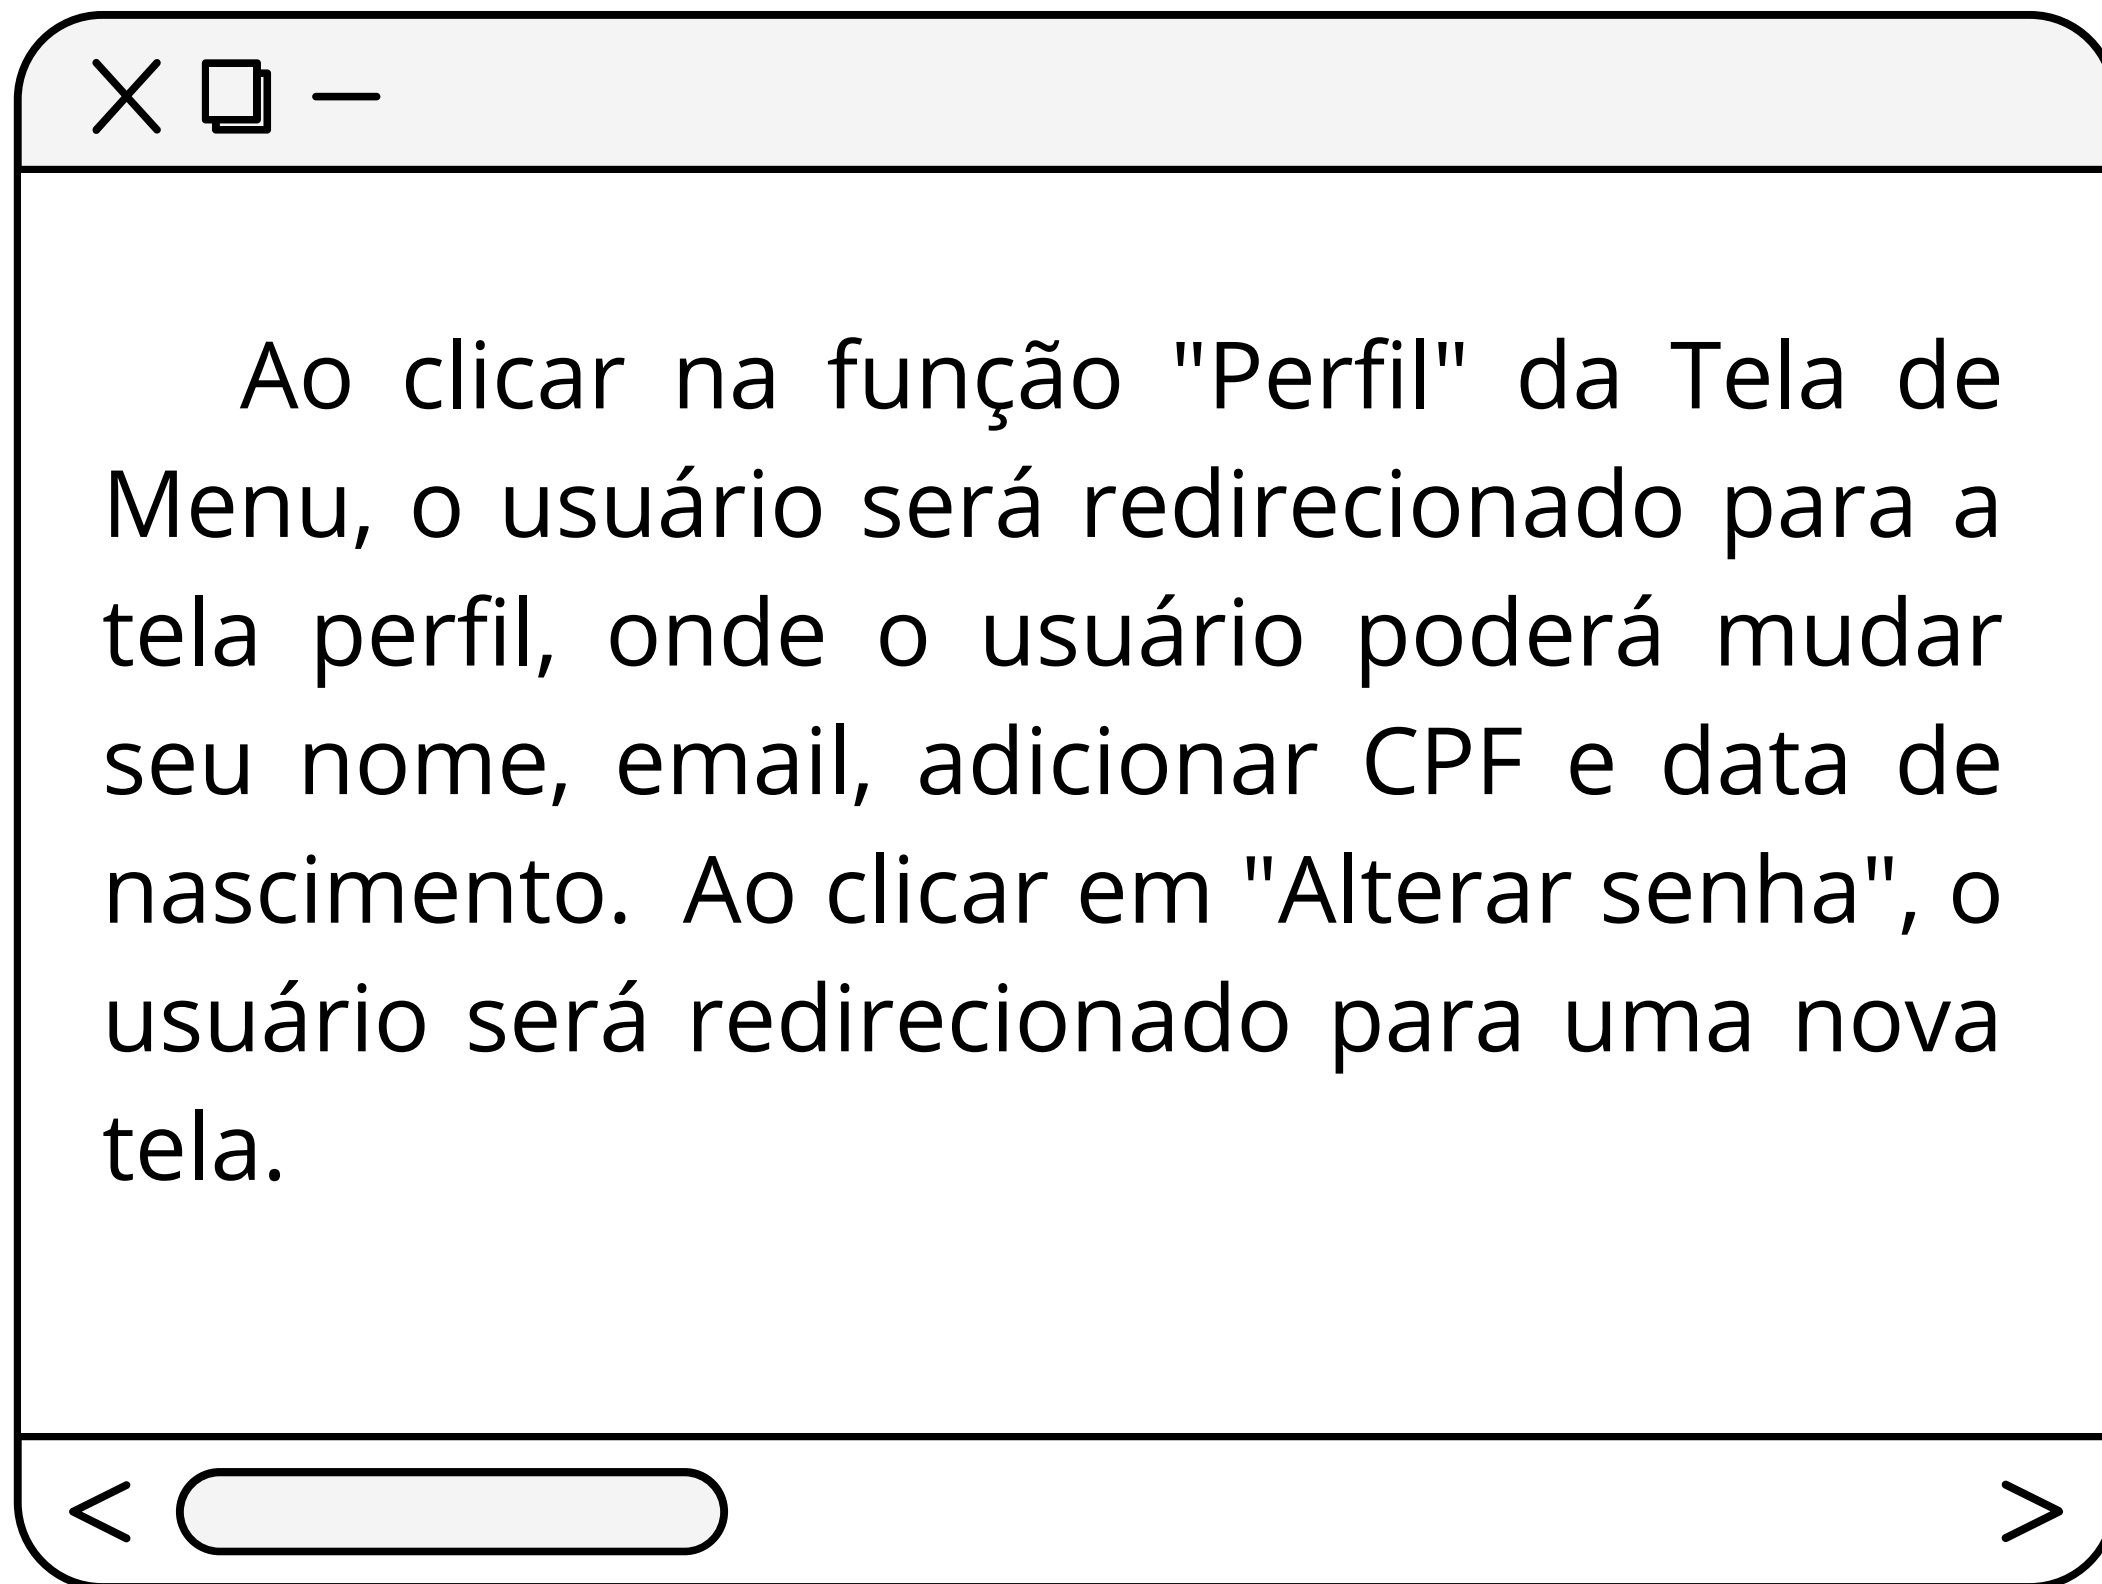 Ao clicar na função "Perfil" da Tela de
Menu, o usuário será redirecionado para a
tela perfil, onde o usuário poderá mudar
seu nome, email, adicionar CPF e data de
nascimento.  Ao clicar em "Alterar senha", o
usuário será redirecionado para uma nova
tela.